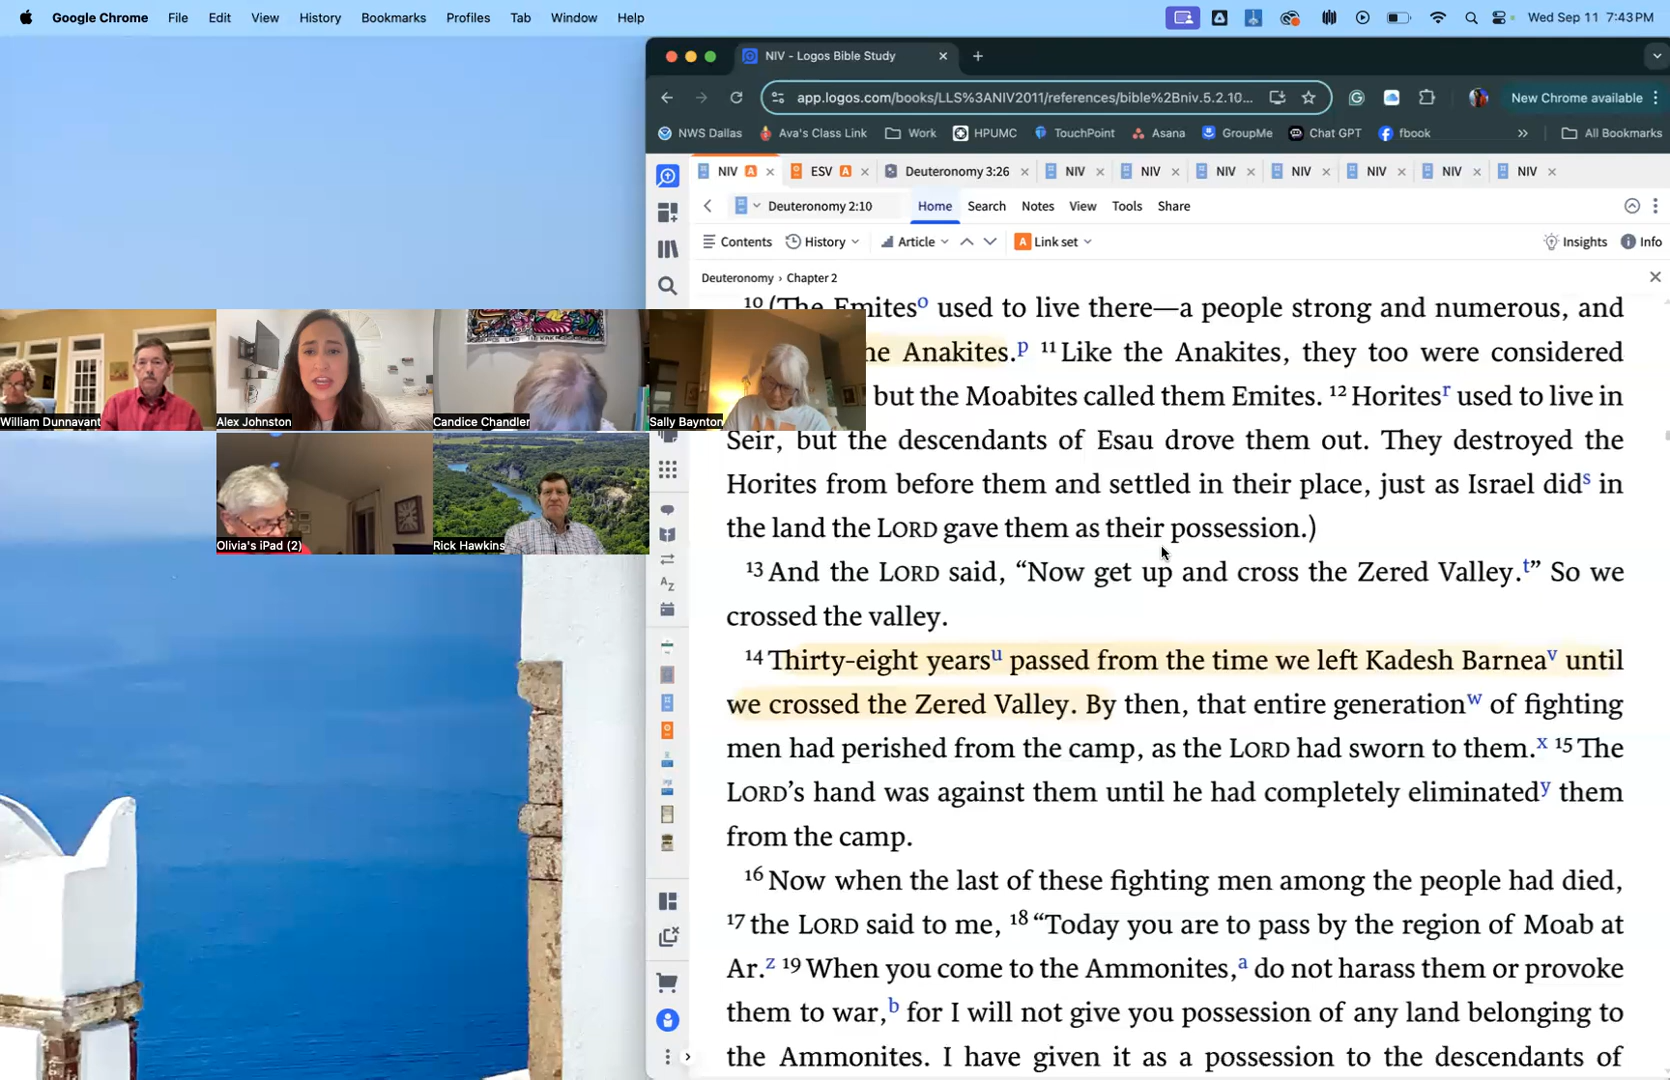 Google Chrome File Edit View History Bookmarks Profiles Tab Window Help Wed Sep 11 7:43 PM
NIV - Logos Bible Study
app.logos.com/books/LLS%3ANIV2011/references/bible%2Bniv.5.2.10... New Chrome available
NWS Dallas Ava's Class Link Work HPUMC TouchPoint Asana GroupMe Chat GPT fbook » All Bookmarks
NIV A ESV A Deuteronomy 3:26 NIV NIV NIV NIV NIV NIV NIV
Deuteronomy 2:10 Home Search Notes View Tools Share
Contents History Article A Link set Insights Info
Deuteronomy › Chapter 2
10 (The Emites o used to live there—a people strong and numerous, and
he Anakites. p 11 Like the Anakites, they too were considered
but the Moabites called them Emites. 12 Horites r used to live in
Seir, but the descendants of Esau drove them out. They destroyed the
Horites from before them and settled in their place, just as Israel did s in
the land the LORD gave them as their possession.)
13 And the LORD said, “Now get up and cross the Zered Valley. t” So we
crossed the valley.
14 Thirty-eight years u passed from the time we left Kadesh Barnea v until
we crossed the Zered Valley. By then, that entire generation w of fighting
men had perished from the camp, as the LORD had sworn to them. x 15 The
LORD’s hand was against them until he had completely eliminated y them
from the camp.
16 Now when the last of these fighting men among the people had died,
17 the LORD said to me, 18 “Today you are to pass by the region of Moab at
Ar. z 19 When you come to the Ammonites, a do not harass them or provoke
them to war, b for I will not give you possession of any land belonging to
the Ammonites. I have given it as a possession to the descendants of
William Dunnavant
Alex Johnston
Candice Chandler
Sally Baynton
Olivia's iPad (2)
Rick Hawkins
A Z